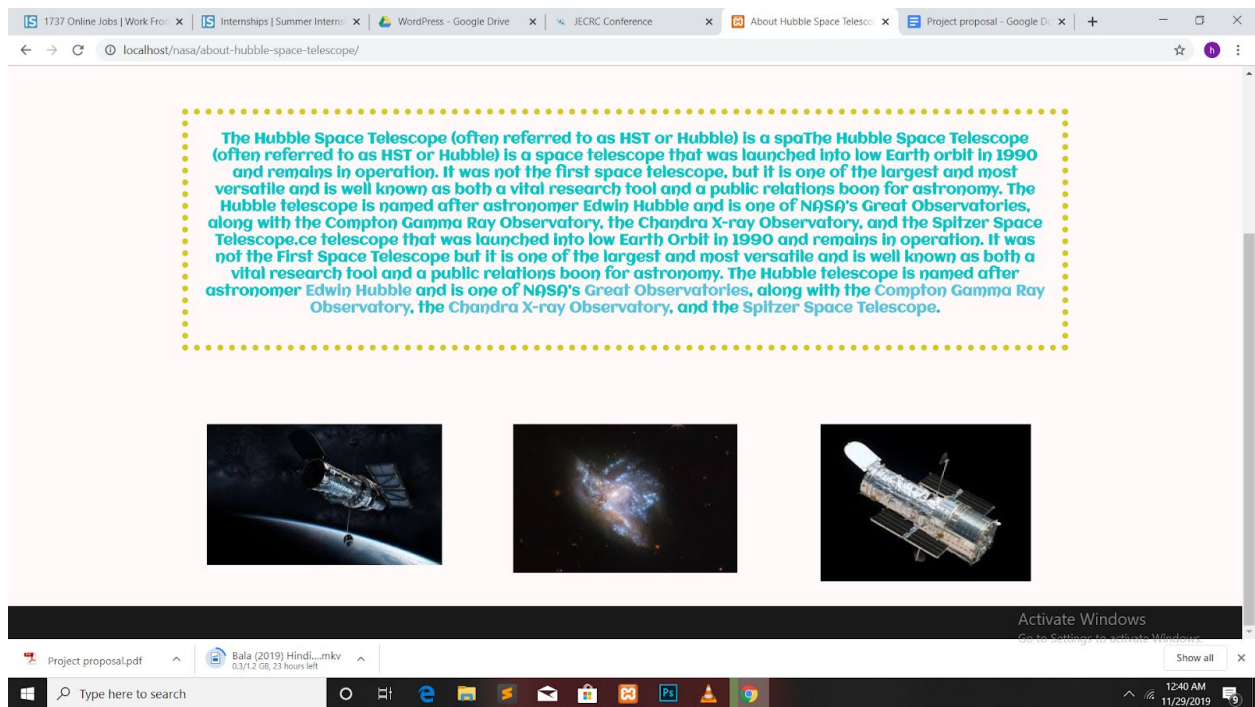 1737 Online Jobs | Work From
Internships | Summer Interns
WordPress - Google Drive
JECRC Conference
About Hubble Space Telesco
Project proposal - Google Do
localhost/nasa/about-hubble-space-telescope/
h
The Hubble Space Telescope (often referred to as HST or Hubble) is a spaThe Hubble Space Telescope
(often referred to as HST or Hubble) is a space telescope that was launched into low Earth orbit in 1990
and remains in operation. It was not the first space telescope, but it is one of the largest and most
versatile and is well known as both a vital research tool and a public relations boon for astronomy. The
Hubble telescope is named after astronomer Edwin Hubble and is one of NASA's Great Observatories,
along with the Compton Gamma Ray Observatory, the Chandra X-ray Observatory, and the Spitzer Space
Telescope.ce telescope that was launched into low Earth Orbit in 1990 and remains in operation. It was
not the First Space Telescope but it is one of the largest and most versatile and is well known as both a
vital research tool and a public relations boon for astronomy. The Hubble telescope is named after
astronomer Edwin Hubble and is one of NASA's Great Observatories, along with the Compton Gamma Ray
Observatory, the Chandra X-ray Observatory, and the Spitzer Space Telescope.
Activate Windows
Go to Settings to activate Windows.
Project proposal.pdf
Bala (2019) Hindi....mkv
0.3/1.2 GB, 23 hours left
Show all
Type here to search
Ps
12:40 AM
11/29/2019
9